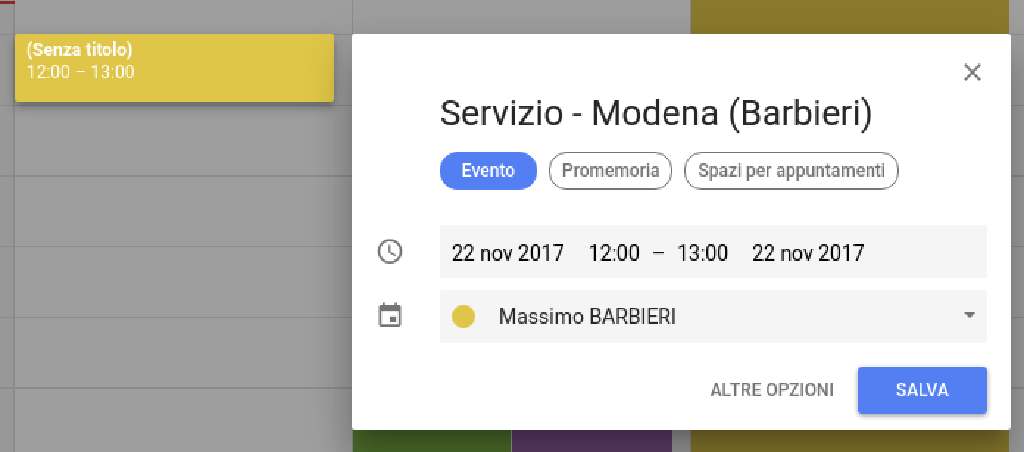 (Senza titolo)
12:00 – 13:00
Servizio - Modena (Barbieri)
Evento Promemoria Spazi per appuntamenti
22 nov 2017 12:00 – 13:00 22 nov 2017
Massimo BARBIERI
ALTRE OPZIONI SALVA